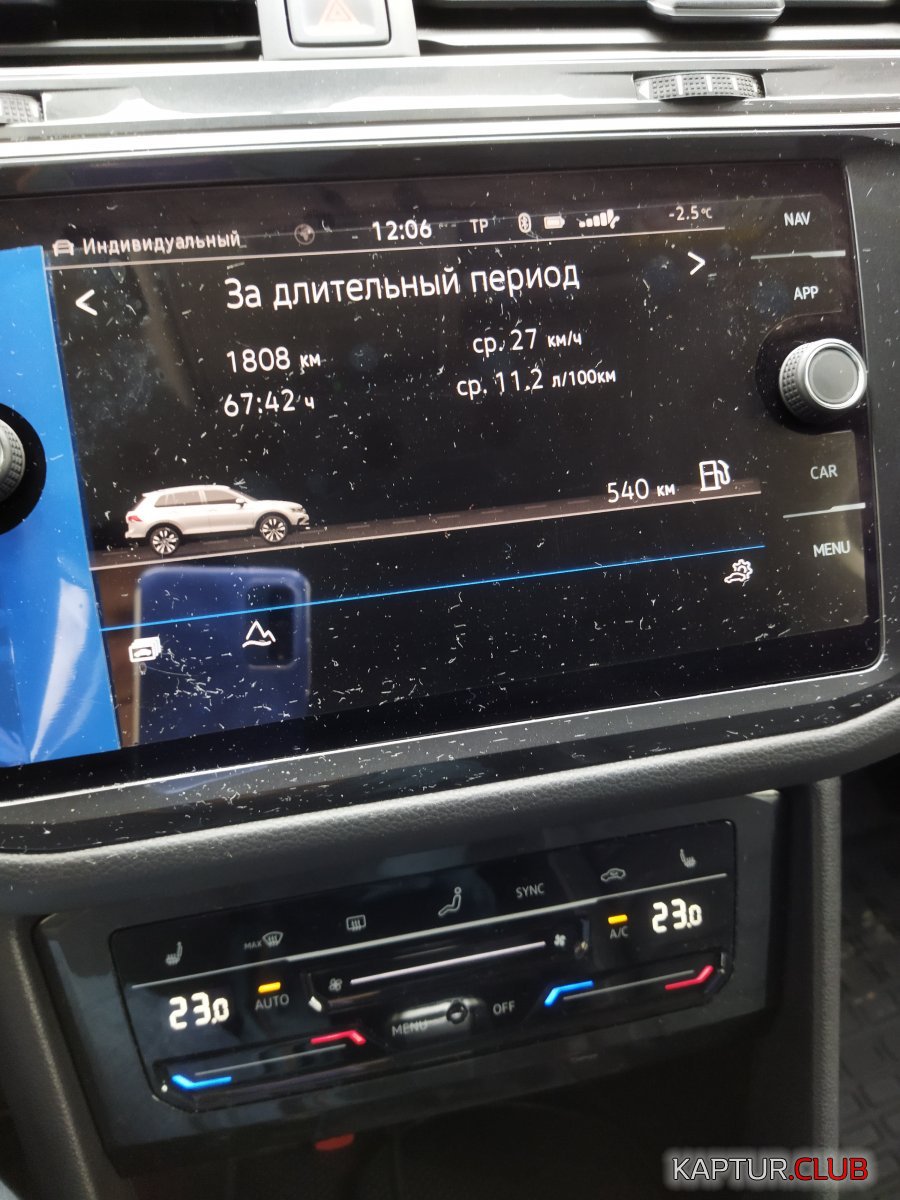 Индивидуальный 12:06 TP -2.5°C
NAV
За длительный период
APP
1808 км ср. 27 км/ч
67:42 ч ср. 11.2 л/100км
CAR
540 км
MENU
SYNC
MAX
A/C 23.0
23.0 AUTO
MENU OFF
KAPTUR.CLUB